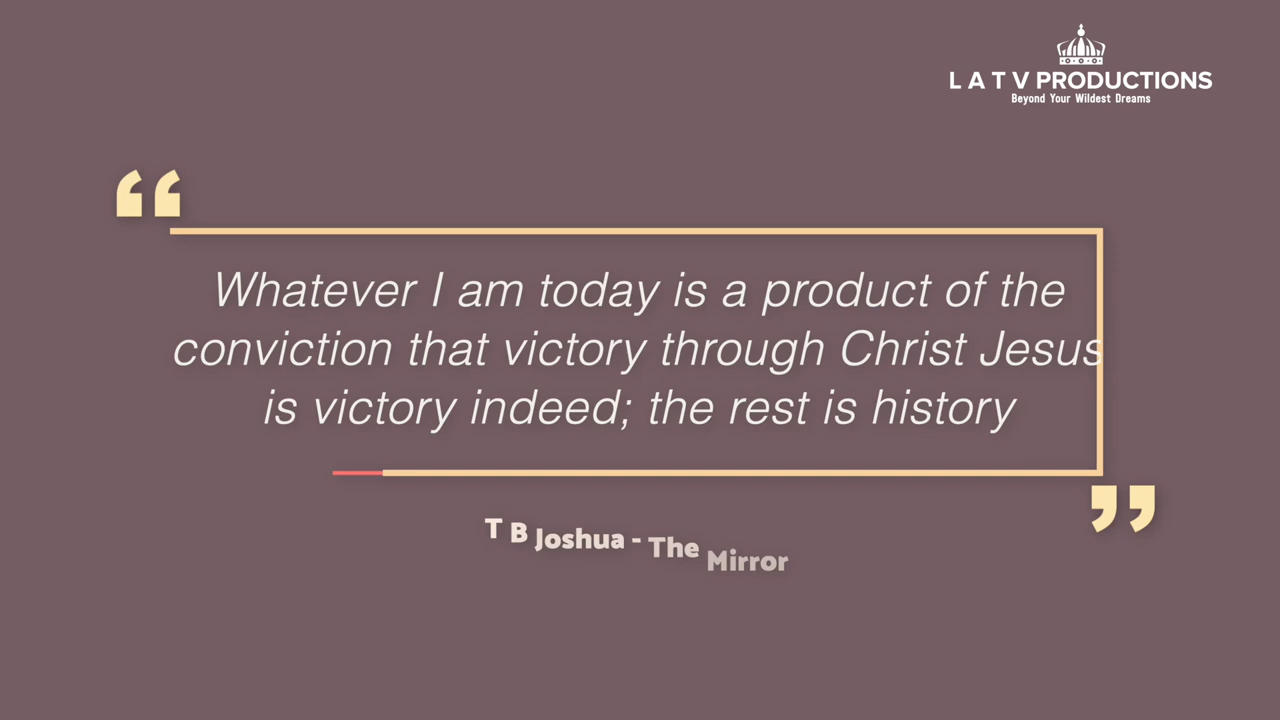 L A T V PRODUCTIONS
Beyond Your Wildest Dreams
“
Whatever I am today is a product of the
conviction that victory through Christ Jesus
is victory indeed; the rest is history
”
T B Joshua - The Mirror